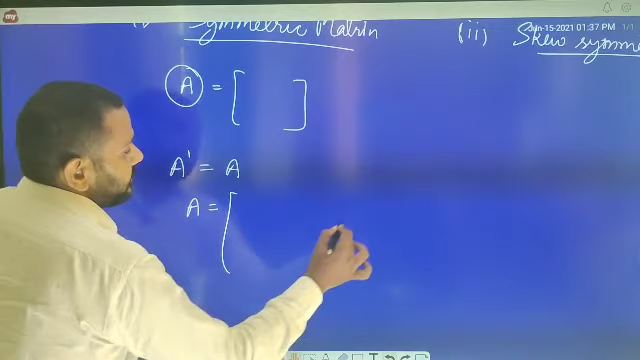 my
Jun-15-2021 01:37 PM 1/1
Symmetric Matrix (ii) Skew symme
A = [ ]
A' = A
A = [